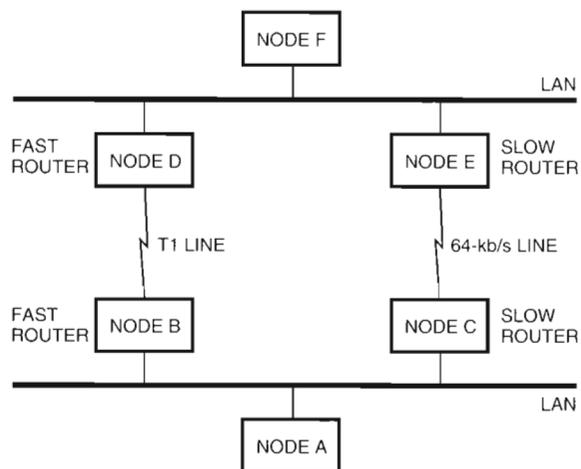 NODE F
LAN
FAST
ROUTER
NODE D
NODE E
SLOW
ROUTER
T1 LINE
64-kb/s LINE
FAST
ROUTER
NODE B
NODE C
SLOW
ROUTER
LAN
NODE A